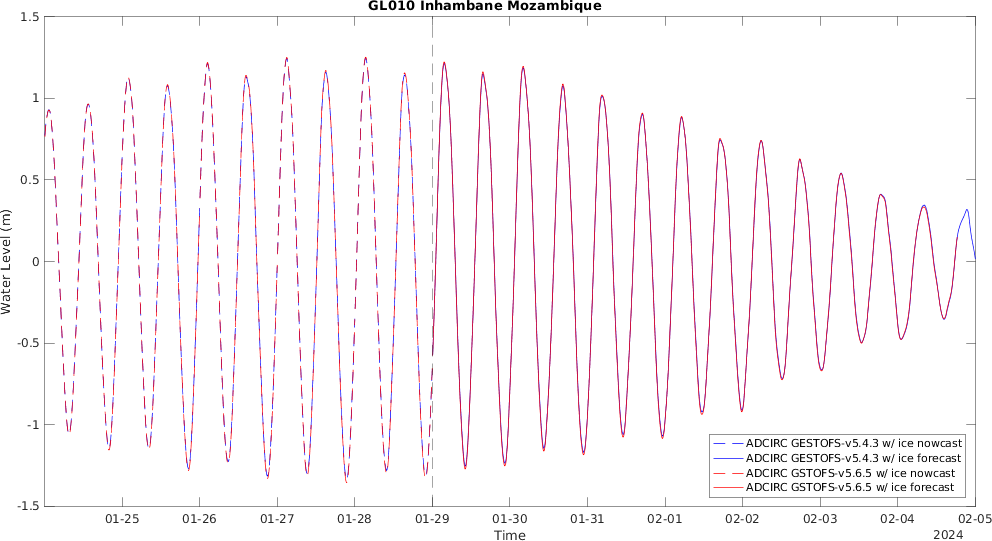 GL010 Inhambane Mozambique
1.5
1
0.5
0
-0.5
-1
-1.5
Water Level (m)
01-25
01-26
01-27
01-28
01-29
01-30
01-31
02-01
02-02
02-03
02-04
02-05
Time
2024
ADCIRC GESTOFS-v5.4.3 w/ ice nowcast
ADCIRC GESTOFS-v5.4.3 w/ ice forecast
ADCIRC GSTOFS-v5.6.5 w/ ice nowcast
ADCIRC GSTOFS-v5.6.5 w/ ice forecast